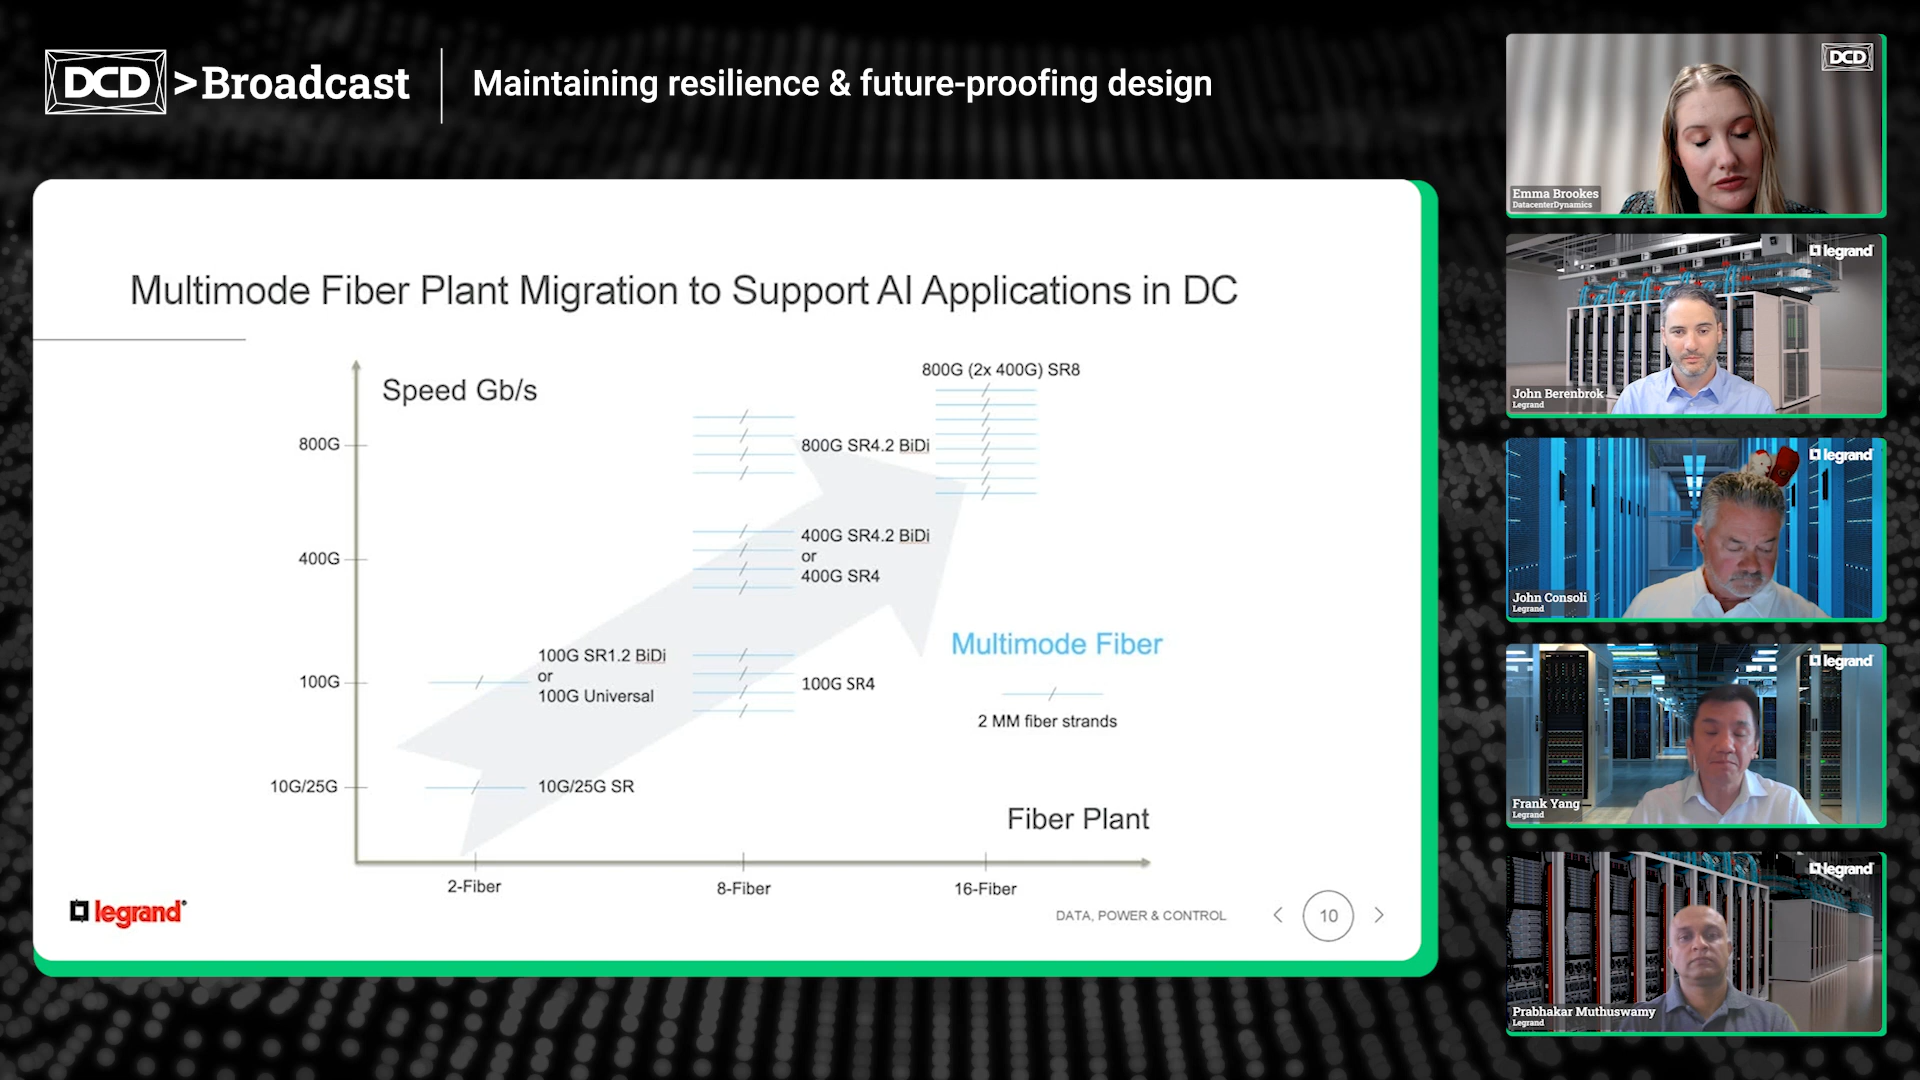 DCD >Broadcast
Maintaining resilience & future-proofing design
Multimode Fiber Plant Migration to Support AI Applications in DC
Speed Gb/s
800G
400G
100G
10G/25G
800G (2x 400G) SR8
800G SR4.2 BiDi
400G SR4.2 BiDi
or
400G SR4
100G SR1.2 BiDi
or
100G Universal
100G SR4
10G/25G SR
Multimode Fiber
2 MM fiber strands
Fiber Plant
2-Fiber
8-Fiber
16-Fiber
legrand®
DATA, POWER & CONTROL
10
DCD
Emma Brookes
DatacenterDynamics
legrand
John Berenbrok
Legrand
legrand
John Consoli
Legrand
legrand
Frank Yang
Legrand
legrand
Prabhakar Muthuswamy
Legrand